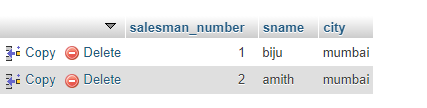 salesman_number sname city
Copy Delete 1 biju mumbai
Copy Delete 2 amith mumbai